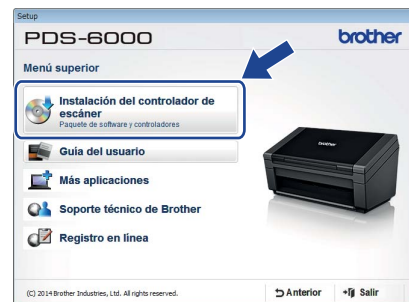 Setup
PDS-6000
brother
Menú superior
Instalación del controlador de
escáner
Paquete de software y controladores
Guía del usuario
Más aplicaciones
Soporte técnico de Brother
Registro en línea
brother
(C) 2014 Brother Industries, Ltd. All rights reserved.
Anterior
Salir